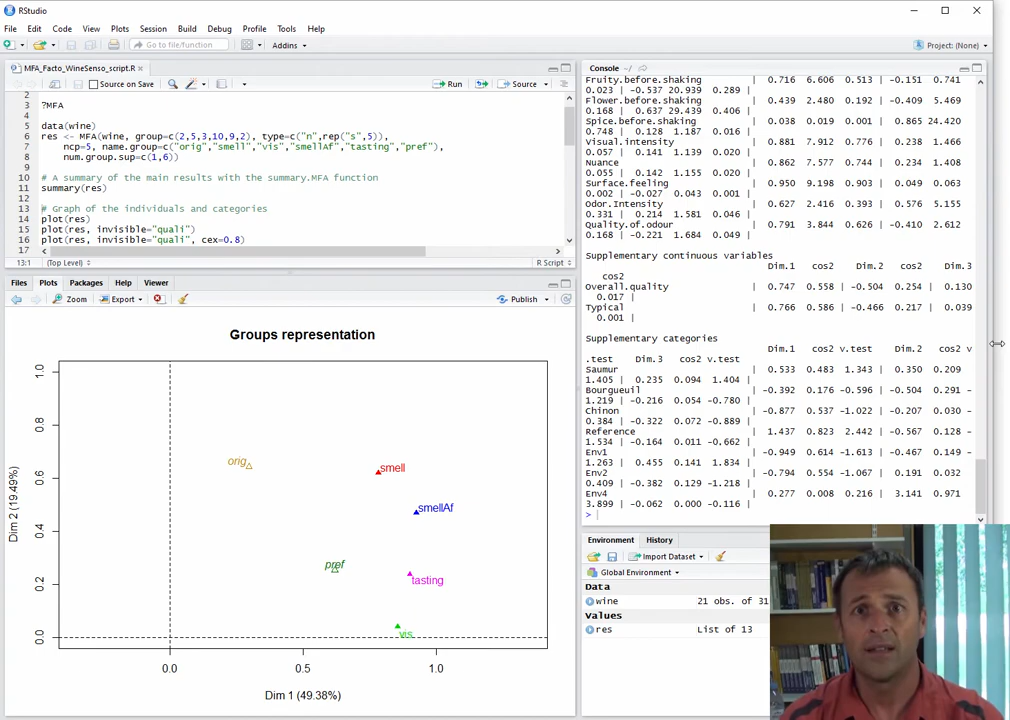 RStudio
File Edit Code View Plots Session Build Debug Profile Tools Help
Go to file/function Addins Project: (None)
MFA_Facto_WineSenso_script.R
Source on Save Run Source
2
3 ?MFA
4
5 data(wine)
6 res <- MFA(wine, group=c(2,5,3,10,9,2), type=c("n",rep("s",5)),
7 ncp=5, name.group=c("orig","smell","vis","smellAf","tasting","pref"),
8 num.group.sup=c(1,6))
9
10 # A summary of the main results with the summary.MFA function
11 summary(res)
12
13 # Graph of the individuals and categories
14 plot(res)
15 plot(res, invisible="quali")
16 plot(res, invisible="quali", cex=0.8)
17
13:1 (Top Level) R Script
Files Plots Packages Help Viewer
Zoom Export Publish
Groups representation
1.0
0.8
0.6
0.4
0.2
0.0
Dim 2 (19.49%)
orig
smell
smellAf
pref
tasting
vis
0.0 0.5 1.0
Dim 1 (49.38%)
Console ~/
Fruity.before.shaking | 0.716 6.606 0.513 | -0.151 0.741
0.023 | -0.537 20.939 0.289 |
Flower.before.shaking | 0.439 2.480 0.192 | -0.409 5.469
0.168 | 0.637 29.439 0.406 |
Spice.before.shaking | 0.038 0.019 0.001 | 0.865 24.420
0.748 | 0.128 1.187 0.016 |
Visual.intensity | 0.881 7.912 0.776 | 0.238 1.466
0.057 | 0.141 1.139 0.020 |
Nuance | 0.862 7.577 0.744 | 0.234 1.408
0.055 | 0.142 1.155 0.020 |
Surface.feeling | 0.950 9.198 0.903 | 0.049 0.063
0.002 | -0.027 0.043 0.001 |
Odor.Intensity | 0.627 2.416 0.393 | 0.576 5.155
0.331 | 0.214 1.581 0.046 |
Quality.of.odour | 0.791 3.844 0.626 | -0.410 2.612
0.168 | -0.221 1.684 0.049 |
Supplementary continuous variables
Dim.1 cos2 Dim.2 cos2 Dim.3
cos2
Overall.quality | 0.747 0.558 | -0.504 0.254 | 0.130
0.017 |
Typical | 0.766 0.586 | -0.466 0.217 | 0.039
0.001 |
Supplementary categories
Dim.1 cos2 v.test Dim.2 cos2 v
.test Dim.3 cos2 v.test
Saumur | 0.533 0.483 1.343 | 0.350 0.209
1.405 | 0.235 0.094 1.404 |
Bourgueuil | -0.392 0.176 -0.596 | -0.504 0.291 -
1.219 | -0.216 0.054 -0.780 |
Chinon | -0.877 0.537 -1.022 | -0.207 0.030 -
0.384 | -0.322 0.072 -0.889 |
Reference | 1.437 0.823 2.442 | -0.567 0.128 -
1.534 | -0.164 0.011 -0.662 |
Env1 | -0.949 0.614 -1.613 | -0.467 0.149 -
1.263 | 0.455 0.141 1.834 |
Env2 | -0.794 0.554 -1.067 | 0.191 0.032
0.409 | -0.382 0.129 -1.218 |
Env4 | 0.277 0.008 0.216 | 3.141 0.971
3.899 | -0.062 0.000 -0.116 |
>
Environment History
Import Dataset
Global Environment
Data
wine 21 obs. of 31
Values
res List of 13